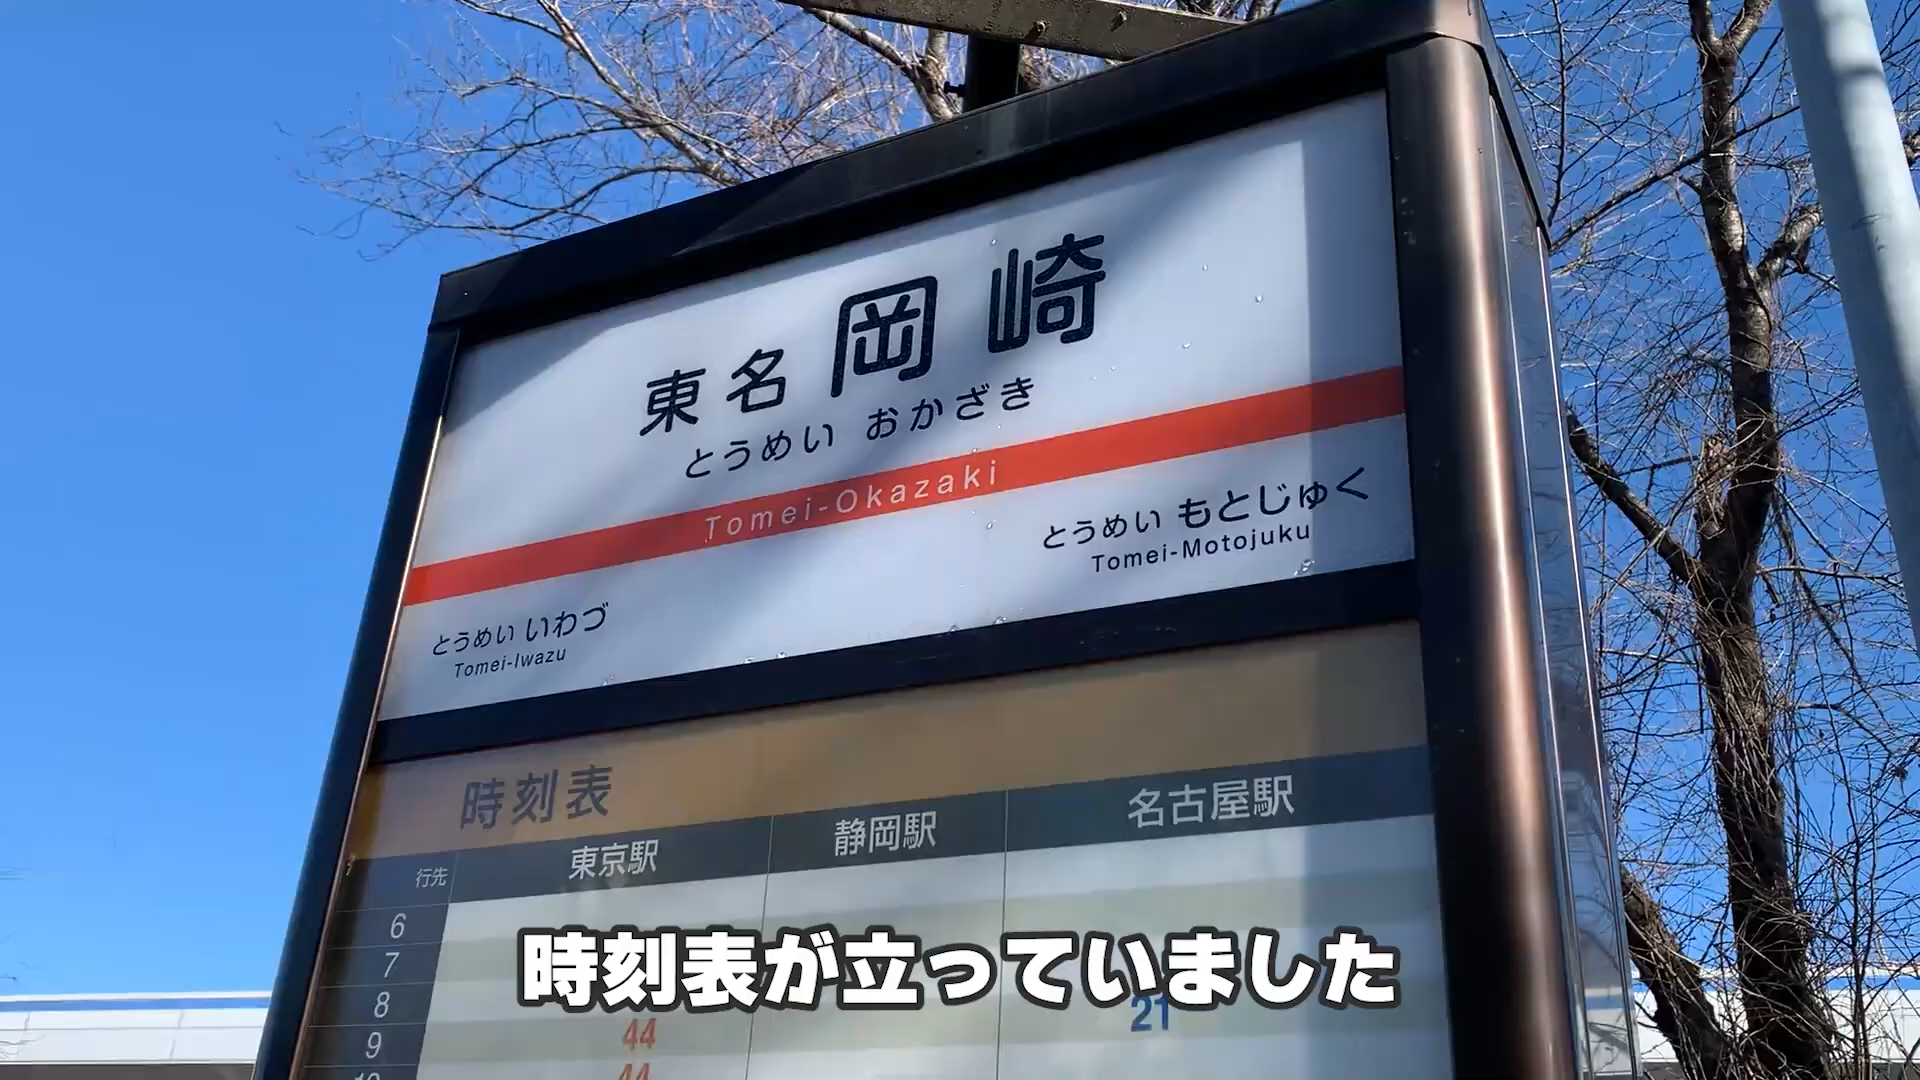 東名 岡崎
とうめい おかざき
Tomei-Okazaki
とうめい もとじゅく
Tomei-Motojuku
とうめい いわづ
Tomei-Iwazu
時刻表
行先 東京駅 静岡駅 名古屋駅
6
7
8
9 44 21
10 44
時刻表が立っていました